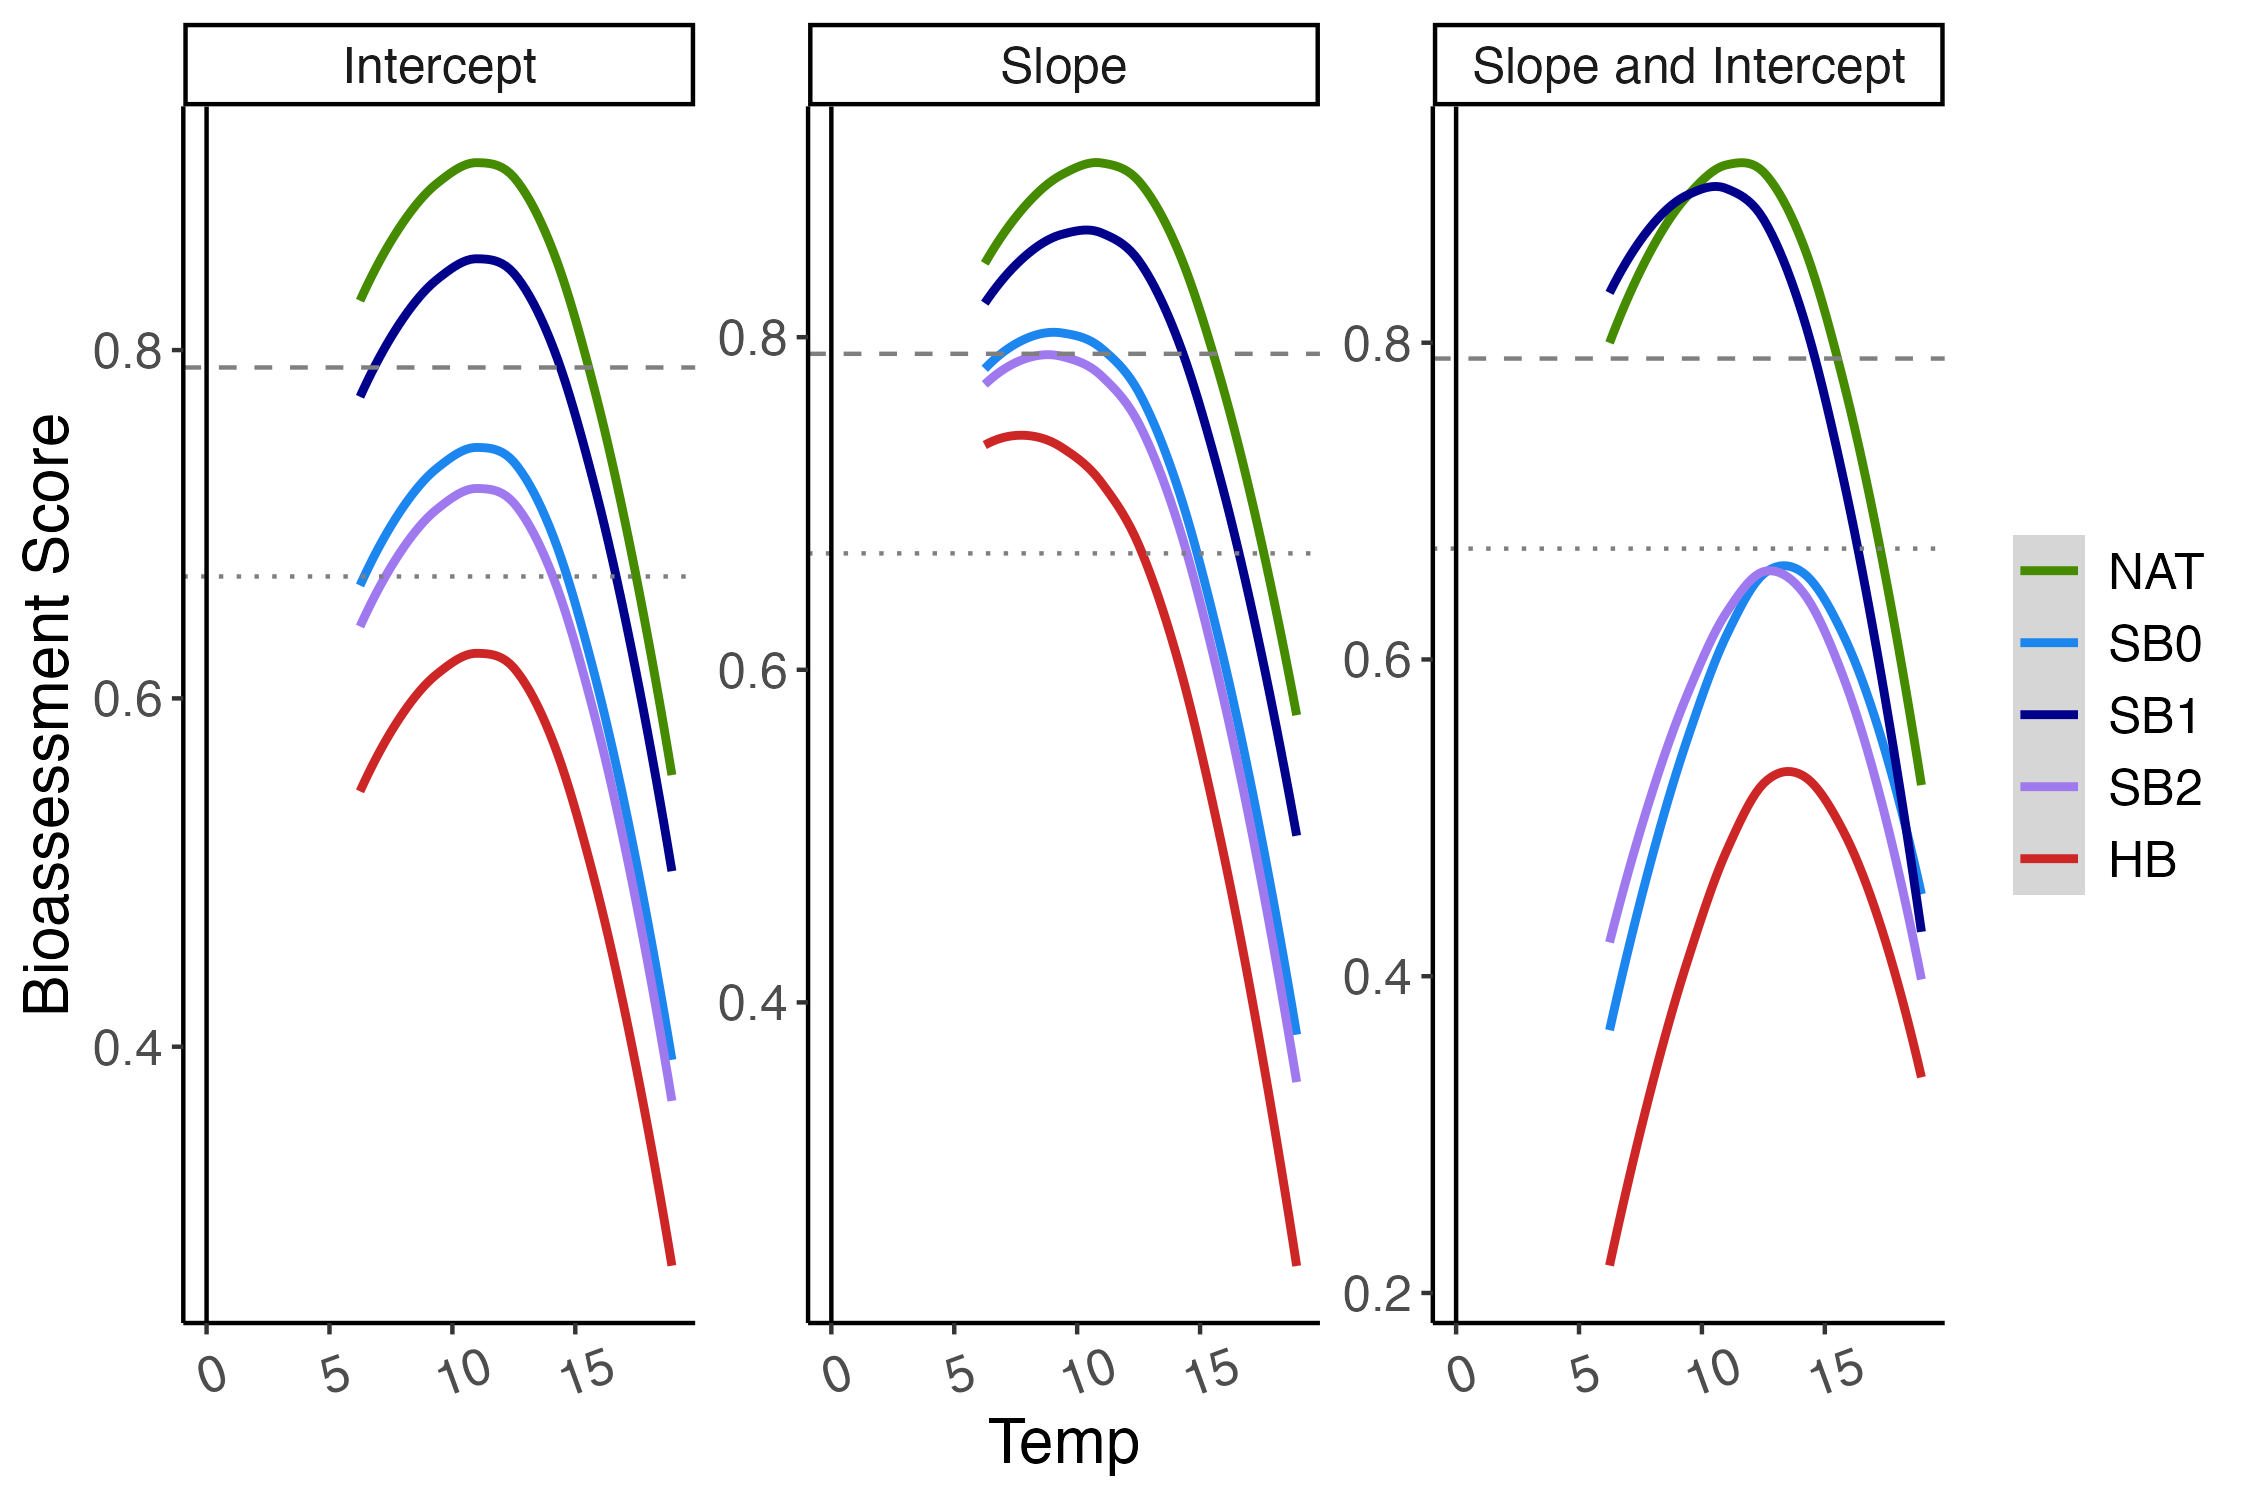 Intercept
Slope
Slope and Intercept
Bioassessment Score
0.8
0.6
0.4
0 5 10 15
0.8
0.6
0.4
0 5 10 15
0.8
0.6
0.4
0.2
0 5 10 15
Temp
NAT
SB0
SB1
SB2
HB